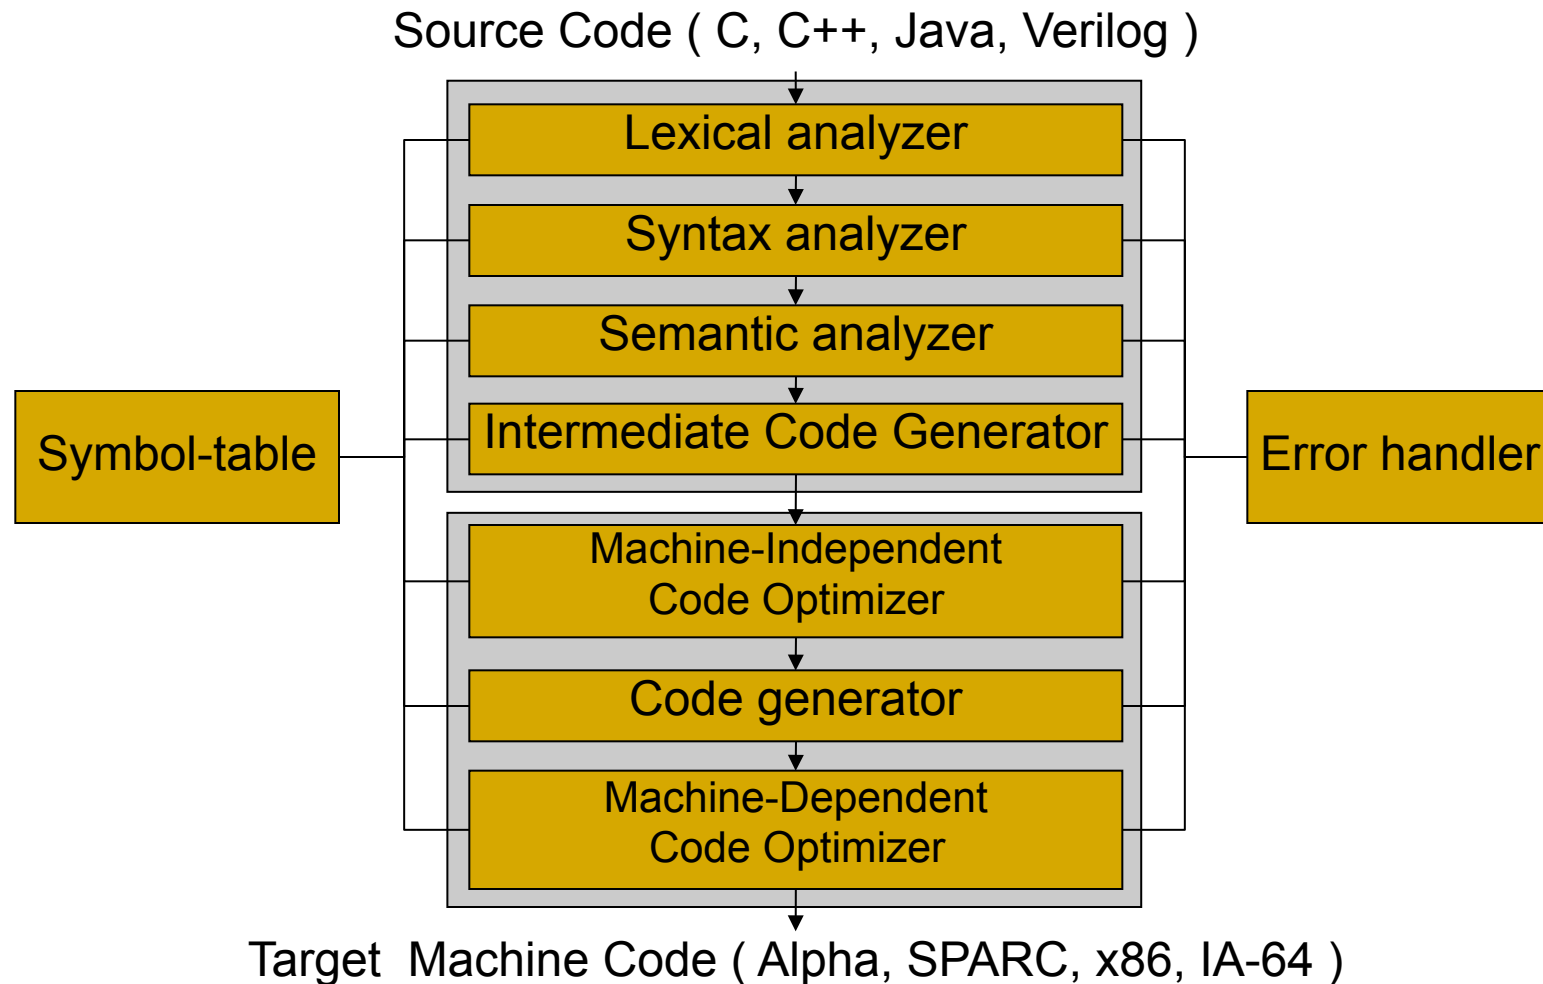 Source Code ( C, C++, Java, Verilog )
Lexical analyzer
Syntax analyzer
Semantic analyzer
Intermediate Code Generator
Symbol-table
Error handler
Machine-Independent
Code Optimizer
Code generator
Machine-Dependent
Code Optimizer
Target Machine Code ( Alpha, SPARC, x86, IA-64 )